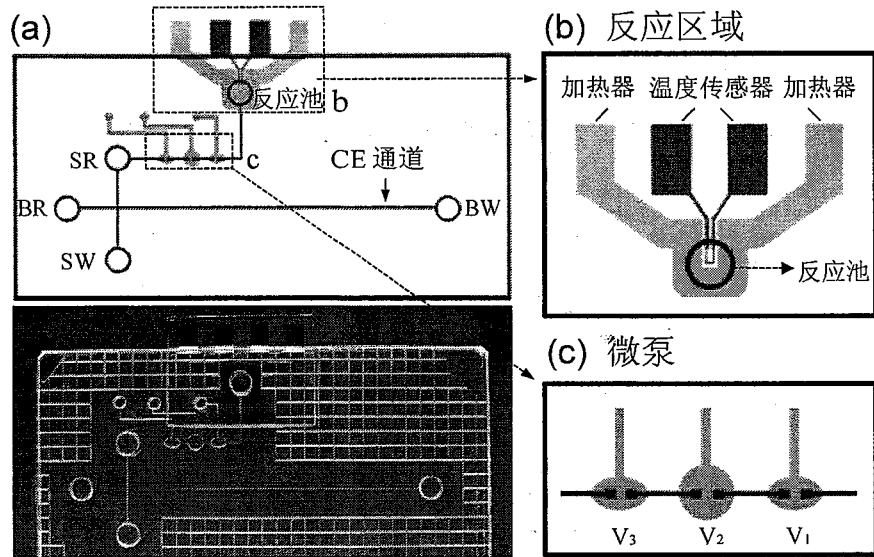 (a)
反应池 b
c
SR
CE 通道
BR
BW
SW
(b) 反应区域
加热器 温度传感器 加热器
反应池
(c) 微泵
V₃ V₂ V₁